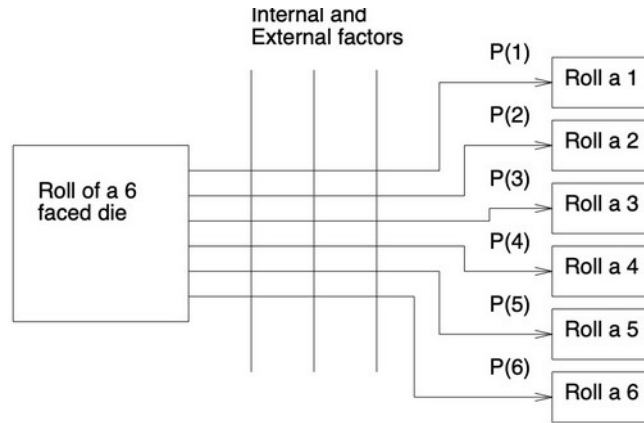 Internal and
External factors
P(1)
Roll a 1
P(2)
Roll a 2
Roll of a 6
faced die
P(3)
Roll a 3
P(4)
Roll a 4
P(5)
Roll a 5
P(6)
Roll a 6